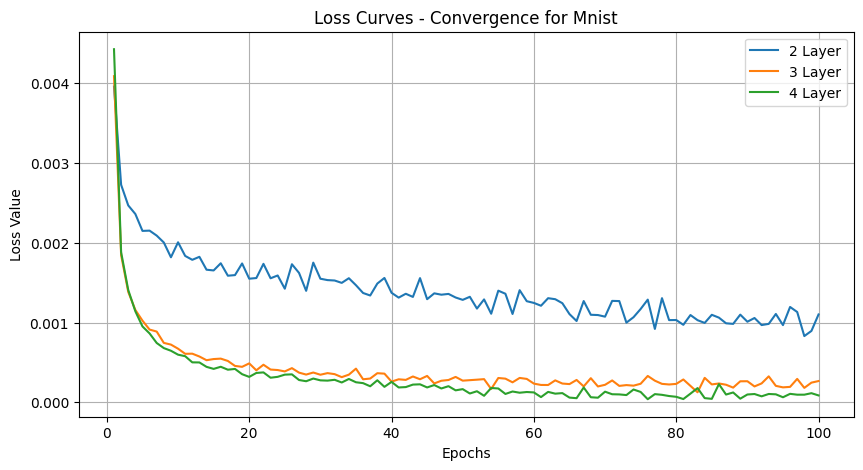 Loss Curves - Convergence for Mnist
2 Layer
3 Layer
4 Layer
0.004
0.003
0.002
0.001
0.000
Loss Value
0 20 40 60 80 100
Epochs